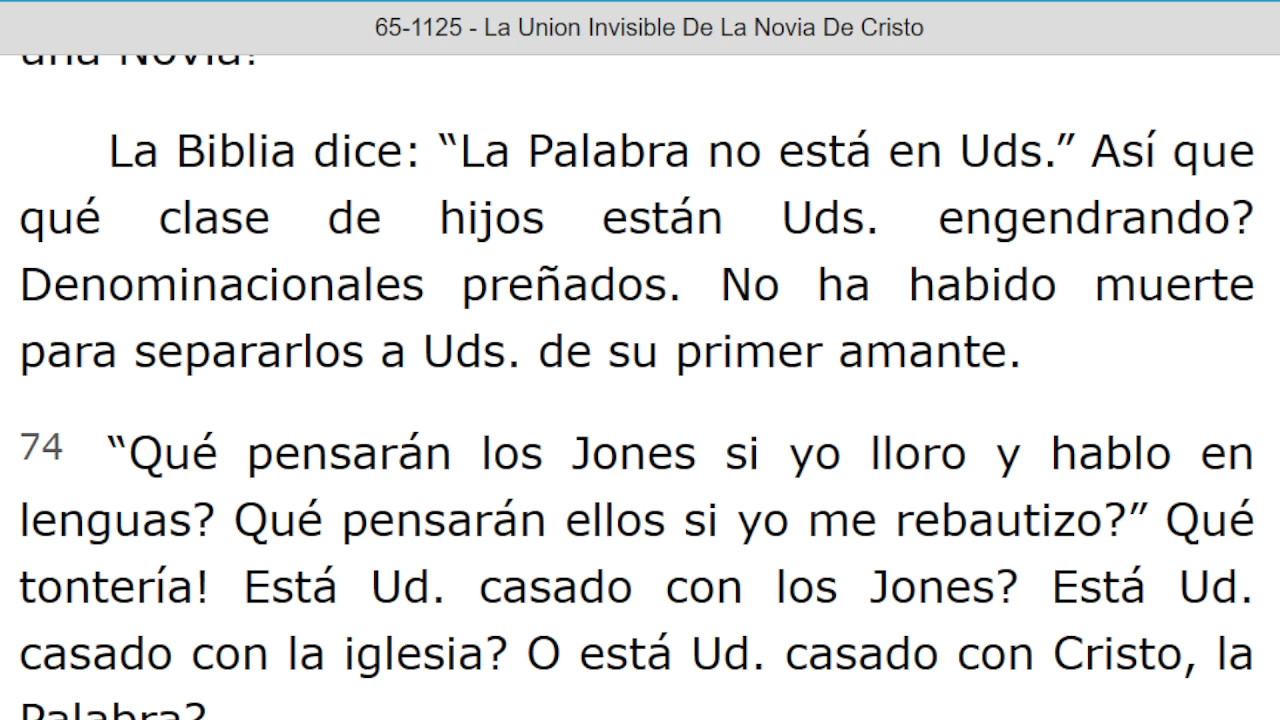 65-1125 - La Union Invisible De La Novia De Cristo
una Novia?
La Biblia dice: “La Palabra no está en Uds.” Así que
qué clase de hijos están Uds. engendrando?
Denominacionales preñados. No ha habido muerte
para separarlos a Uds. de su primer amante.
74 “Qué pensarán los Jones si yo lloro y hablo en
lenguas? Qué pensarán ellos si yo me rebautizo?” Qué
tontería! Está Ud. casado con los Jones? Está Ud.
casado con la iglesia? O está Ud. casado con Cristo, la
Palabra?